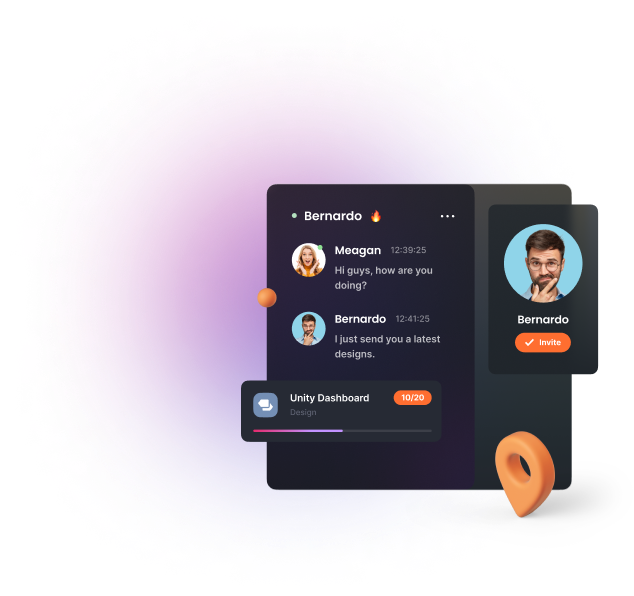 Bernardo 🔥
Meagan 12:39:25
Hi guys, how are you
doing?
Bernardo 12:41:25
I just send you a latest
designs.
Unity Dashboard 10/20
Design
Bernardo
Invite